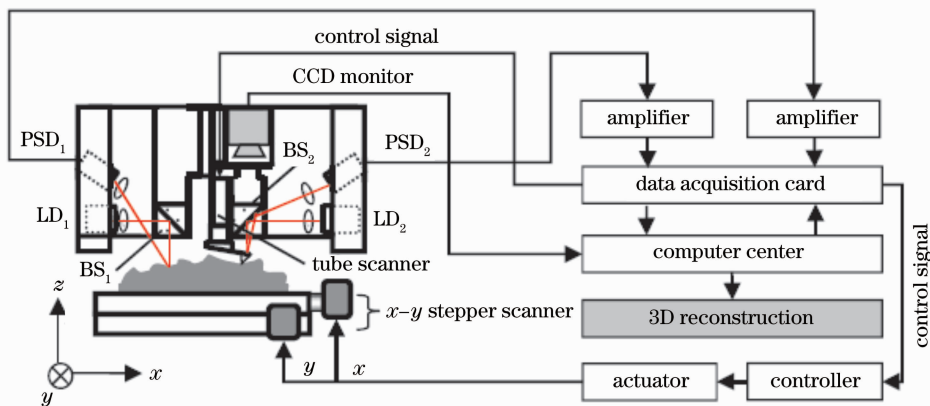 control signal
CCD monitor
PSD1
BS2
PSD2
amplifier
amplifier
data acquisition card
LD1
LD2
computer center
BS1
tube scanner
control signal
z
x–y stepper scanner
3D reconstruction
x
y
y
x
actuator
controller